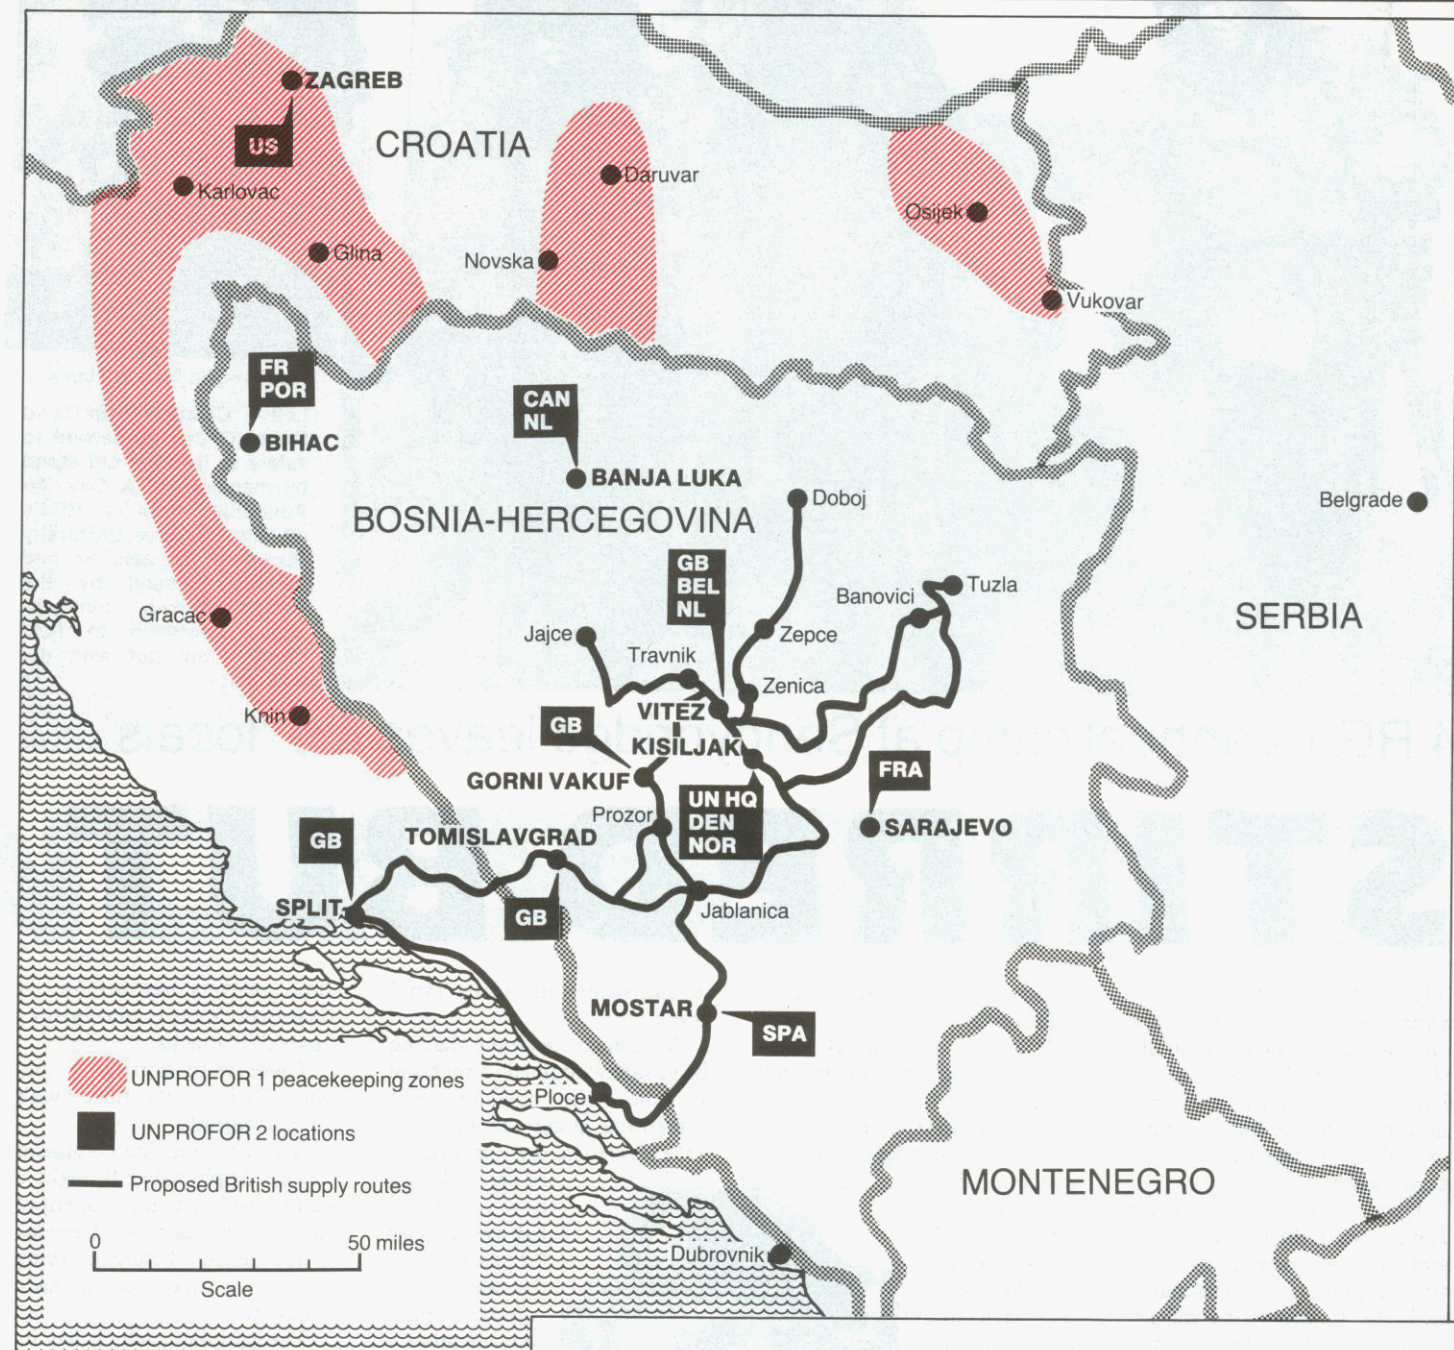 ZAGREB
US
CROATIA
Karlovac
Glina
Daruvar
Novska
Osijek
Vukovar
FR
POR
BIHAC
CAN
NL
BANJA LUKA
BOSNIA-HERCEGOVINA
Doboj
Belgrade
GB
BEL
NL
Banovici
Tuzla
SERBIA
Gracac
Jajce
Zepce
Travnik
Zenica
Knin
VITEZ
GB
KISILJAK
GORNI VAKUF
FRA
UN HQ
DEN
NOR
Prozor
SARAJEVO
GB
TOMISLAVGRAD
SPLIT
GB
Jablanica
MOSTAR
SPA
Ploce
UNPROFOR 1 peacekeeping zones
UNPROFOR 2 locations
Proposed British supply routes
0 50 miles
Scale
MONTENEGRO
Dubrovnik